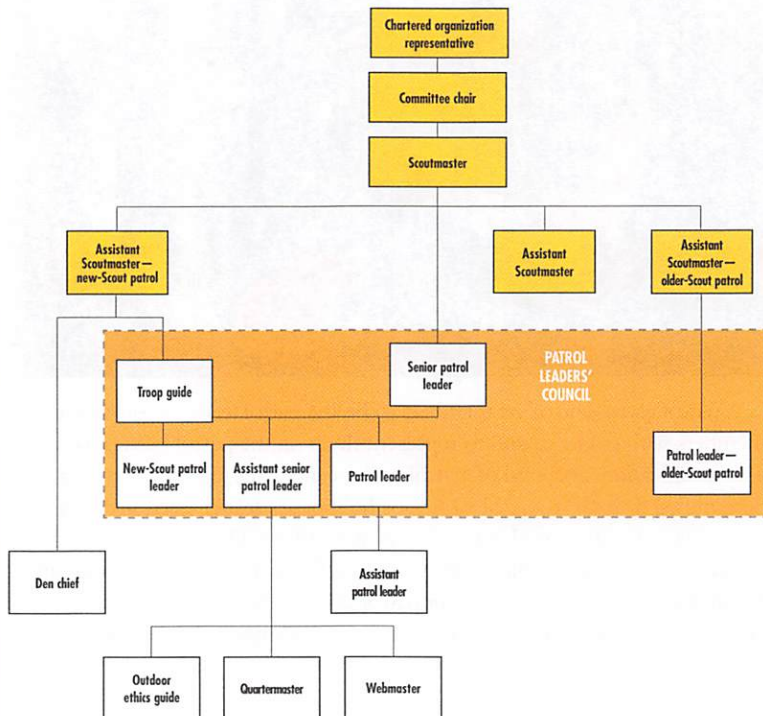 Chartered organization
representative
Committee chair
Scoutmaster
Assistant
Scoutmaster—
new-Scout patrol
Assistant
Scoutmaster
Assistant
Scoutmaster—
older-Scout patrol
Troop guide
Senior patrol
leader
PATROL
LEADERS'
COUNCIL
New-Scout patrol
leader
Assistant senior
patrol leader
Patrol leader
Patrol leader—
older-Scout patrol
Den chief
Assistant
patrol leader
Outdoor
ethics guide
Quartermaster
Webmaster